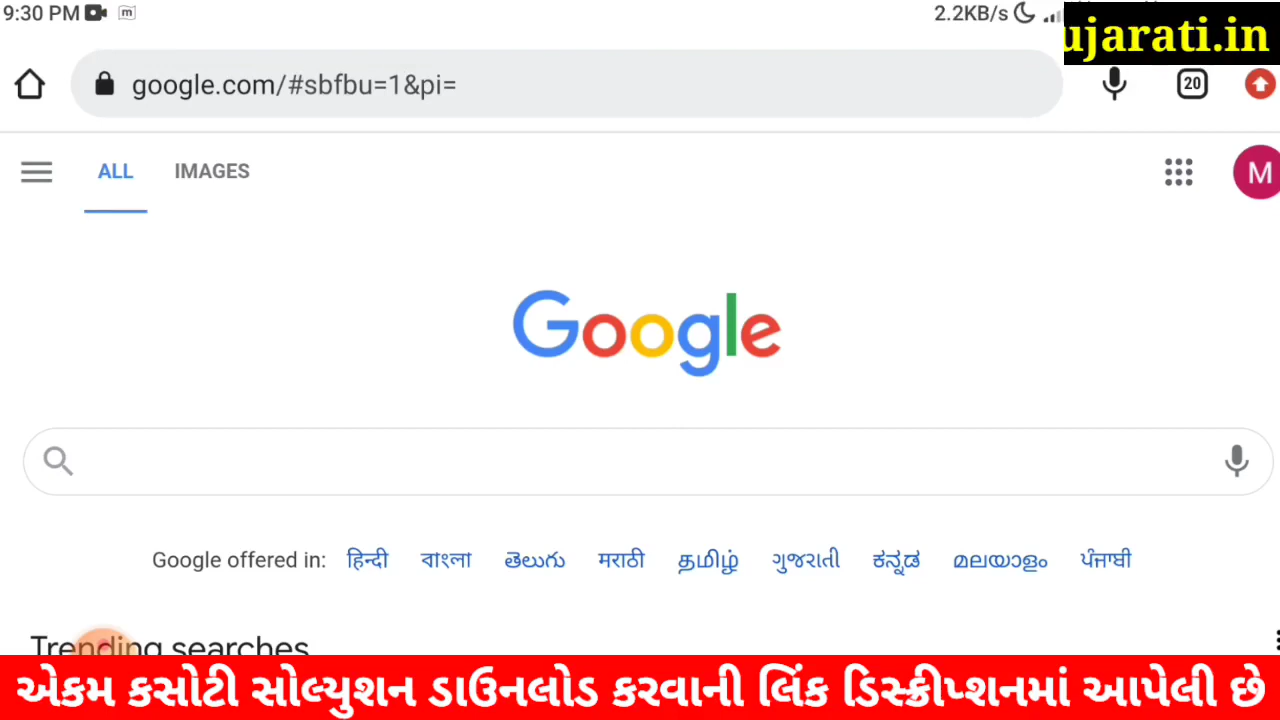 9:30 PM m 2.2KB/s
ujarati.in
google.com/#sbfbu=1&pi= 20
ALL IMAGES M
Google
Google offered in: हिन्दी বাংলা తెలుగు मराठी தமிழ் ગુજરાતી ಕನ್ನಡ മലയാളം ਪੰਜਾਬੀ
Trending searches
એકમ કસોટી સોલ્યુશન ડાઉનલોડ કરવાની લિંક ડિસ્ક્રીપ્શનમાં આપેલી છે